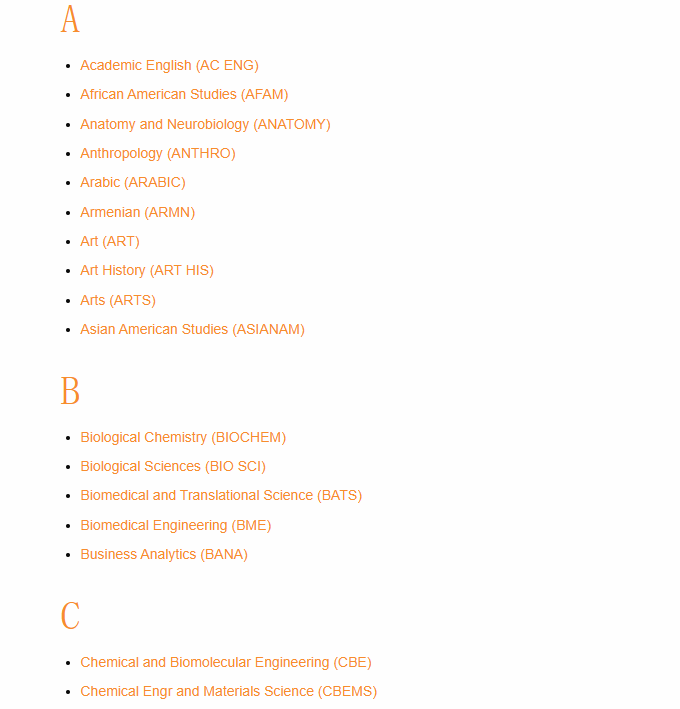 A
Academic English (AC ENG)
African American Studies (AFAM)
Anatomy and Neurobiology (ANATOMY)
Anthropology (ANTHRO)
Arabic (ARABIC)
Armenian (ARMN)
Art (ART)
Art History (ART HIS)
Arts (ARTS)
Asian American Studies (ASIANAM)
B
Biological Chemistry (BIOCHEM)
Biological Sciences (BIO SCI)
Biomedical and Translational Science (BATS)
Biomedical Engineering (BME)
Business Analytics (BANA)
C
Chemical and Biomolecular Engineering (CBE)
Chemical Engr and Materials Science (CBEMS)